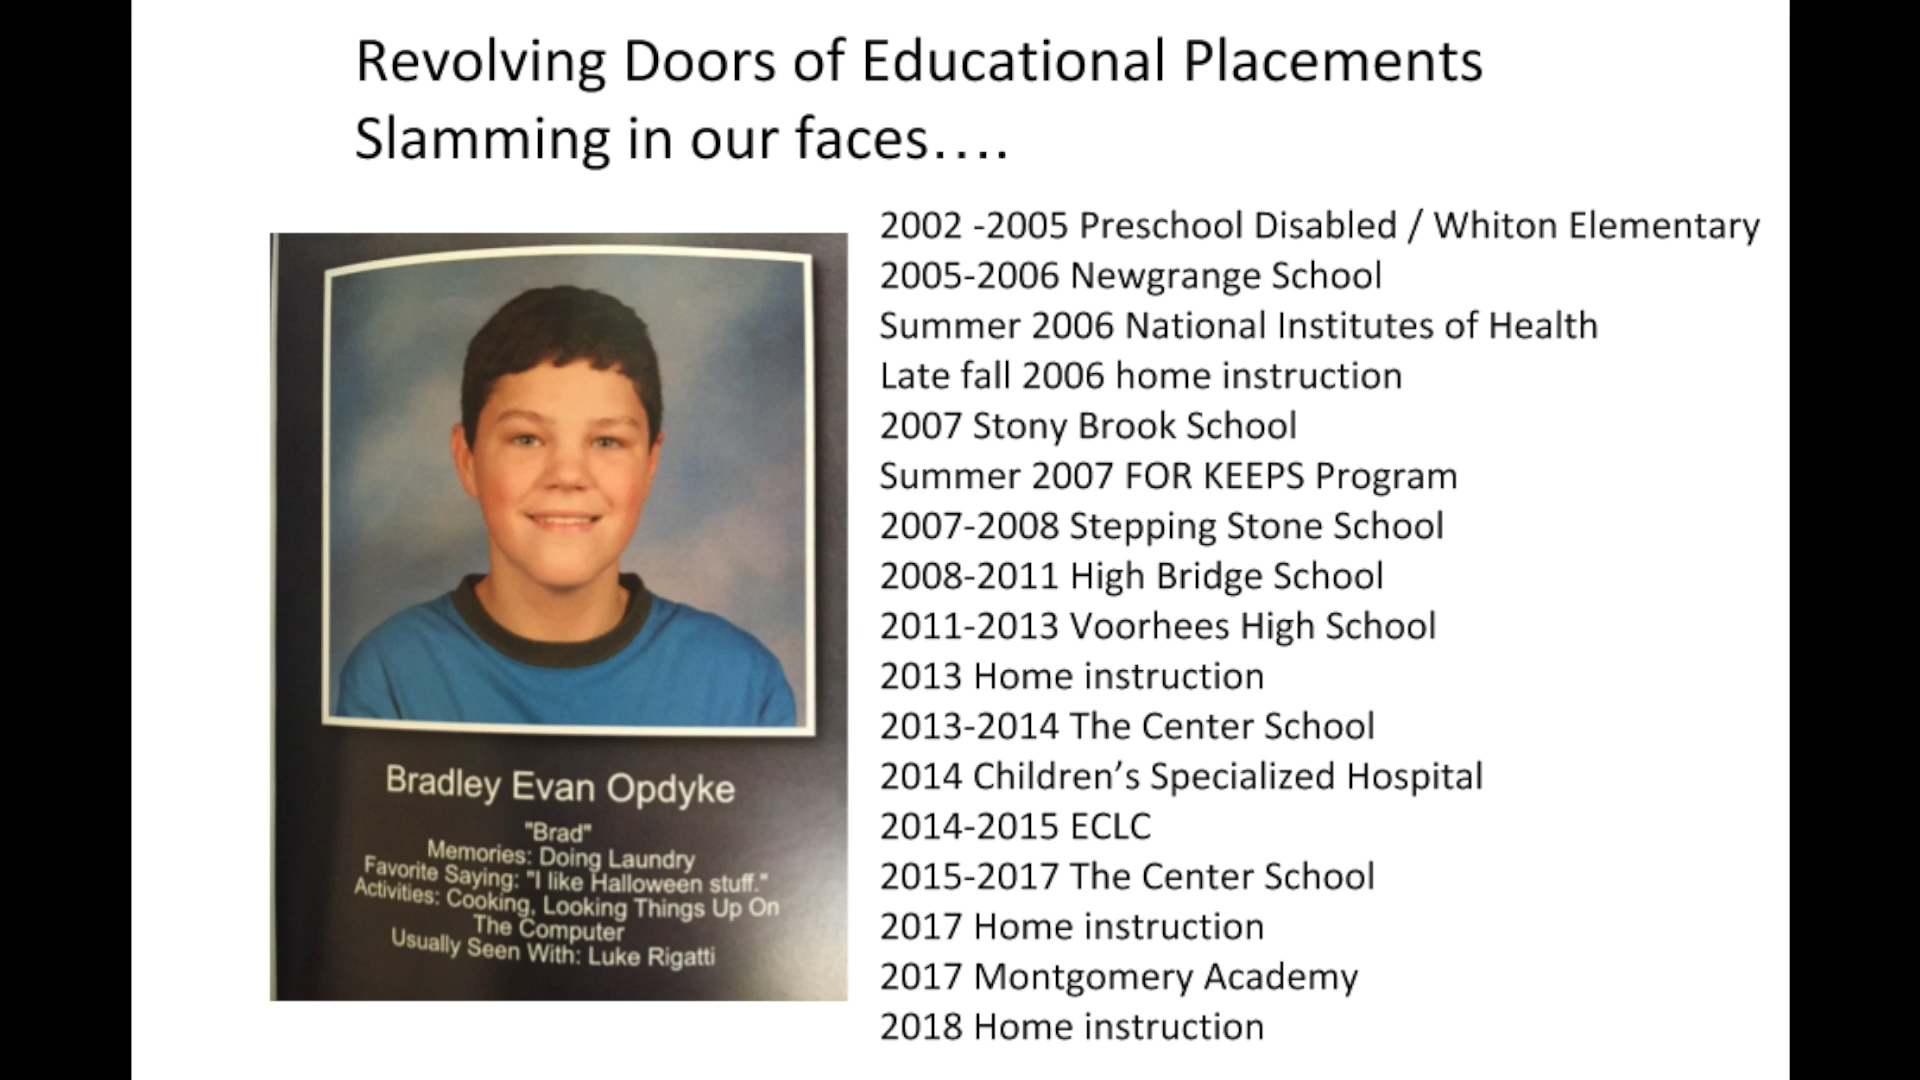 Revolving Doors of Educational Placements
Slamming in our faces….
2002 -2005 Preschool Disabled / Whiton Elementary
2005-2006 Newgrange School
Summer 2006 National Institutes of Health
Late fall 2006 home instruction
2007 Stony Brook School
Summer 2007 FOR KEEPS Program
2007-2008 Stepping Stone School
2008-2011 High Bridge School
2011-2013 Voorhees High School
2013 Home instruction
2013-2014 The Center School
2014 Children’s Specialized Hospital
2014-2015 ECLC
2015-2017 The Center School
2017 Home instruction
2017 Montgomery Academy
2018 Home instruction
Bradley Evan Opdyke
"Brad"
Memories: Doing Laundry
Favorite Saying: "I like Halloween stuff."
Activities: Cooking, Looking Things Up On
The Computer
Usually Seen With: Luke Rigatti